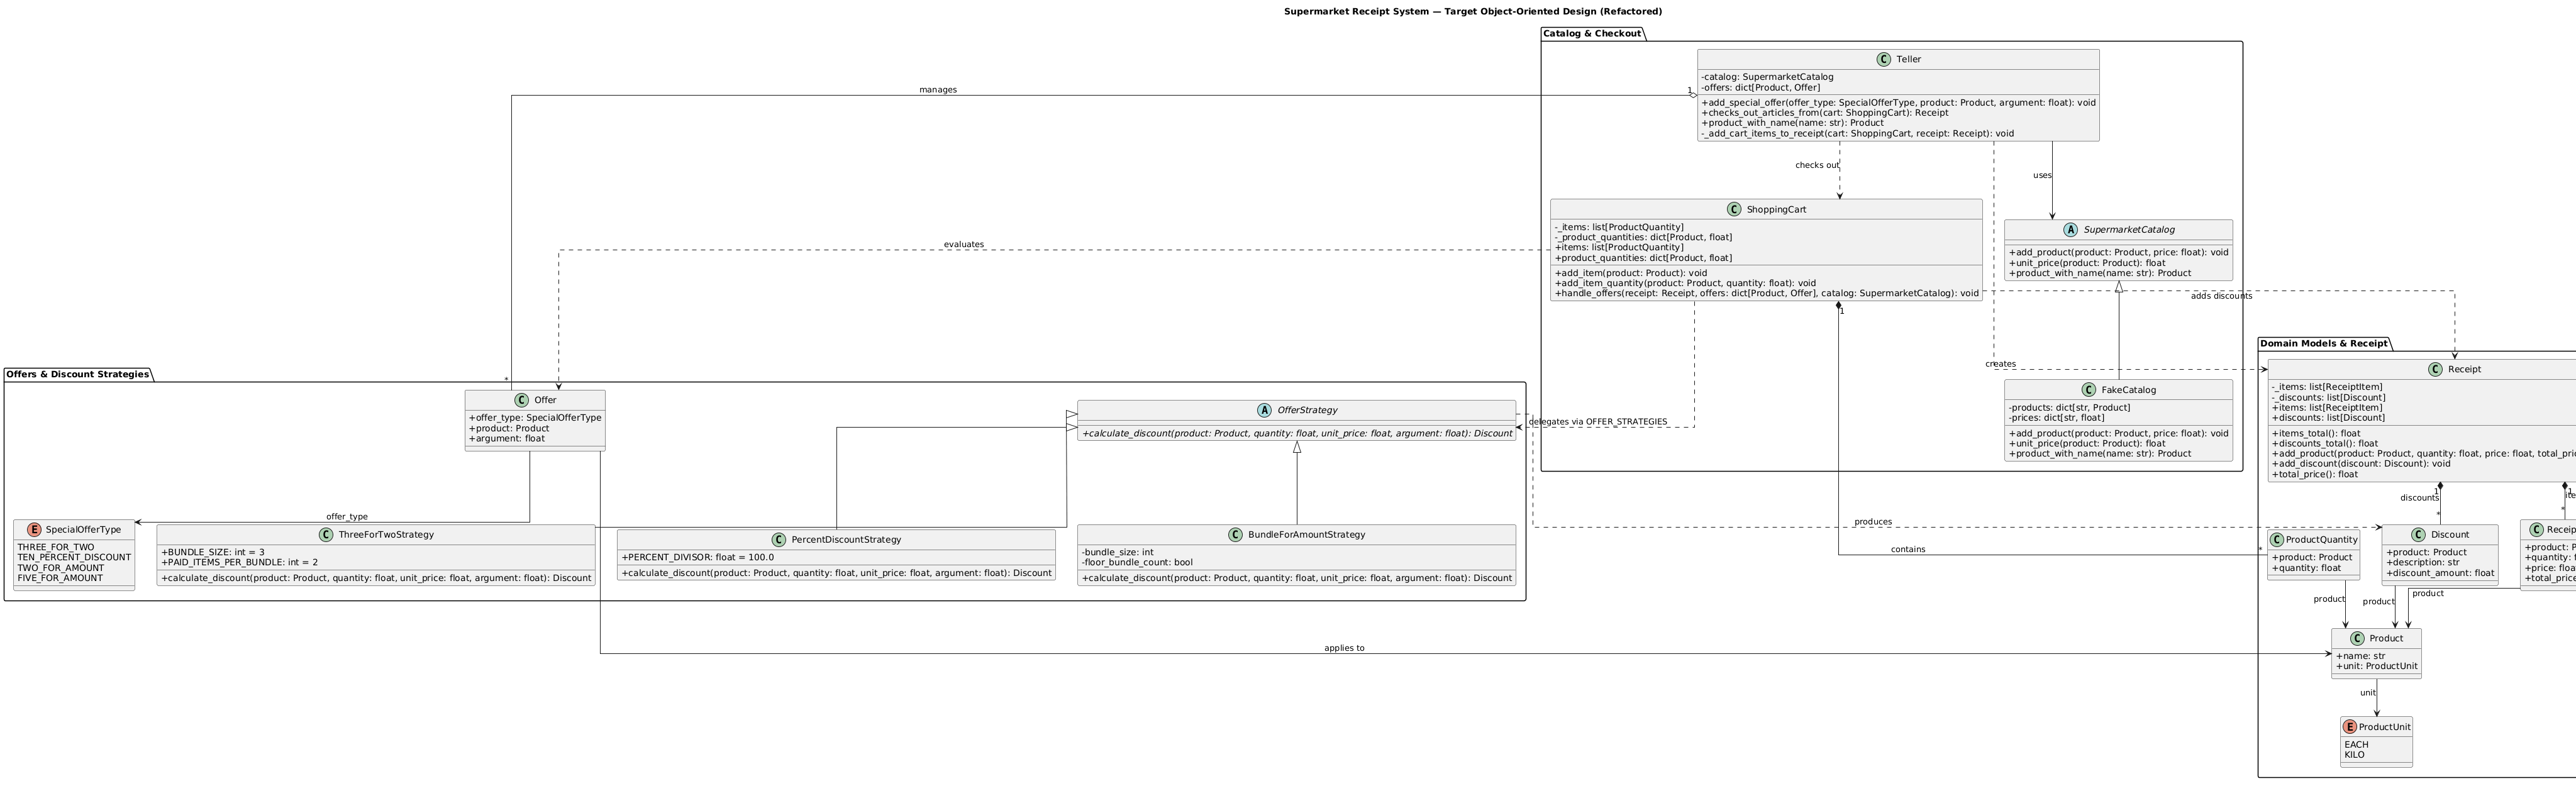 Supermarket Receipt System — Target Object-Oriented Design (Refactored)
Catalog & Checkout
Teller
-catalog: SupermarketCatalog
-offers: dict[Product, Offer]
+add_special_offer(offer_type: SpecialOfferType, product: Product, argument: float): void
+checks_out_articles_from(cart: ShoppingCart): Receipt
+product_with_name(name: str): Product
-_add_cart_items_to_receipt(cart: ShoppingCart, receipt: Receipt): void
manages
1
*
checks out
uses
creates
ShoppingCart
-_items: list[ProductQuantity]
-_product_quantities: dict[Product, float]
+items: list[ProductQuantity]
+product_quantities: dict[Product, float]
+add_item(product: Product): void
+add_item_quantity(product: Product, quantity: float): void
+handle_offers(receipt: Receipt, offers: dict[Product, Offer], catalog: SupermarketCatalog): void
SupermarketCatalog
+add_product(product: Product, price: float): void
+unit_price(product: Product): float
+product_with_name(name: str): Product
evaluates
adds discounts
1
FakeCatalog
-products: dict[str, Product]
-prices: dict[str, float]
+add_product(product: Product, price: float): void
+unit_price(product: Product): float
+product_with_name(name: str): Product
delegates via OFFER_STRATEGIES
Offers & Discount Strategies
Offer
+offer_type: SpecialOfferType
+product: Product
+argument: float
OfferStrategy
+calculate_discount(product: Product, quantity: float, unit_price: float, argument: float): Discount
offer_type
SpecialOfferType
THREE_FOR_TWO
TEN_PERCENT_DISCOUNT
TWO_FOR_AMOUNT
FIVE_FOR_AMOUNT
ThreeForTwoStrategy
+BUNDLE_SIZE: int = 3
+PAID_ITEMS_PER_BUNDLE: int = 2
+calculate_discount(product: Product, quantity: float, unit_price: float, argument: float): Discount
PercentDiscountStrategy
+PERCENT_DIVISOR: float = 100.0
+calculate_discount(product: Product, quantity: float, unit_price: float, argument: float): Discount
BundleForAmountStrategy
-bundle_size: int
-floor_bundle_count: bool
+calculate_discount(product: Product, quantity: float, unit_price: float, argument: float): Discount
produces
contains
*
applies to
Domain Models & Receipt
Receipt
-_items: list[ReceiptItem]
-_discounts: list[Discount]
+items: list[ReceiptItem]
+discounts: list[Discount]
+items_total(): float
+discounts_total(): float
+add_product(product: Product, quantity: float, price: float,
+add_discount(discount: Discount): void
+total_price(): float
discounts
1
*
1
*
ProductQuantity
+product: Product
+quantity: float
Discount
+product: Product
+description: str
+discount_amount: float
product
product
product
Product
+name: str
+unit: ProductUnit
unit
ProductUnit
EACH
KILO